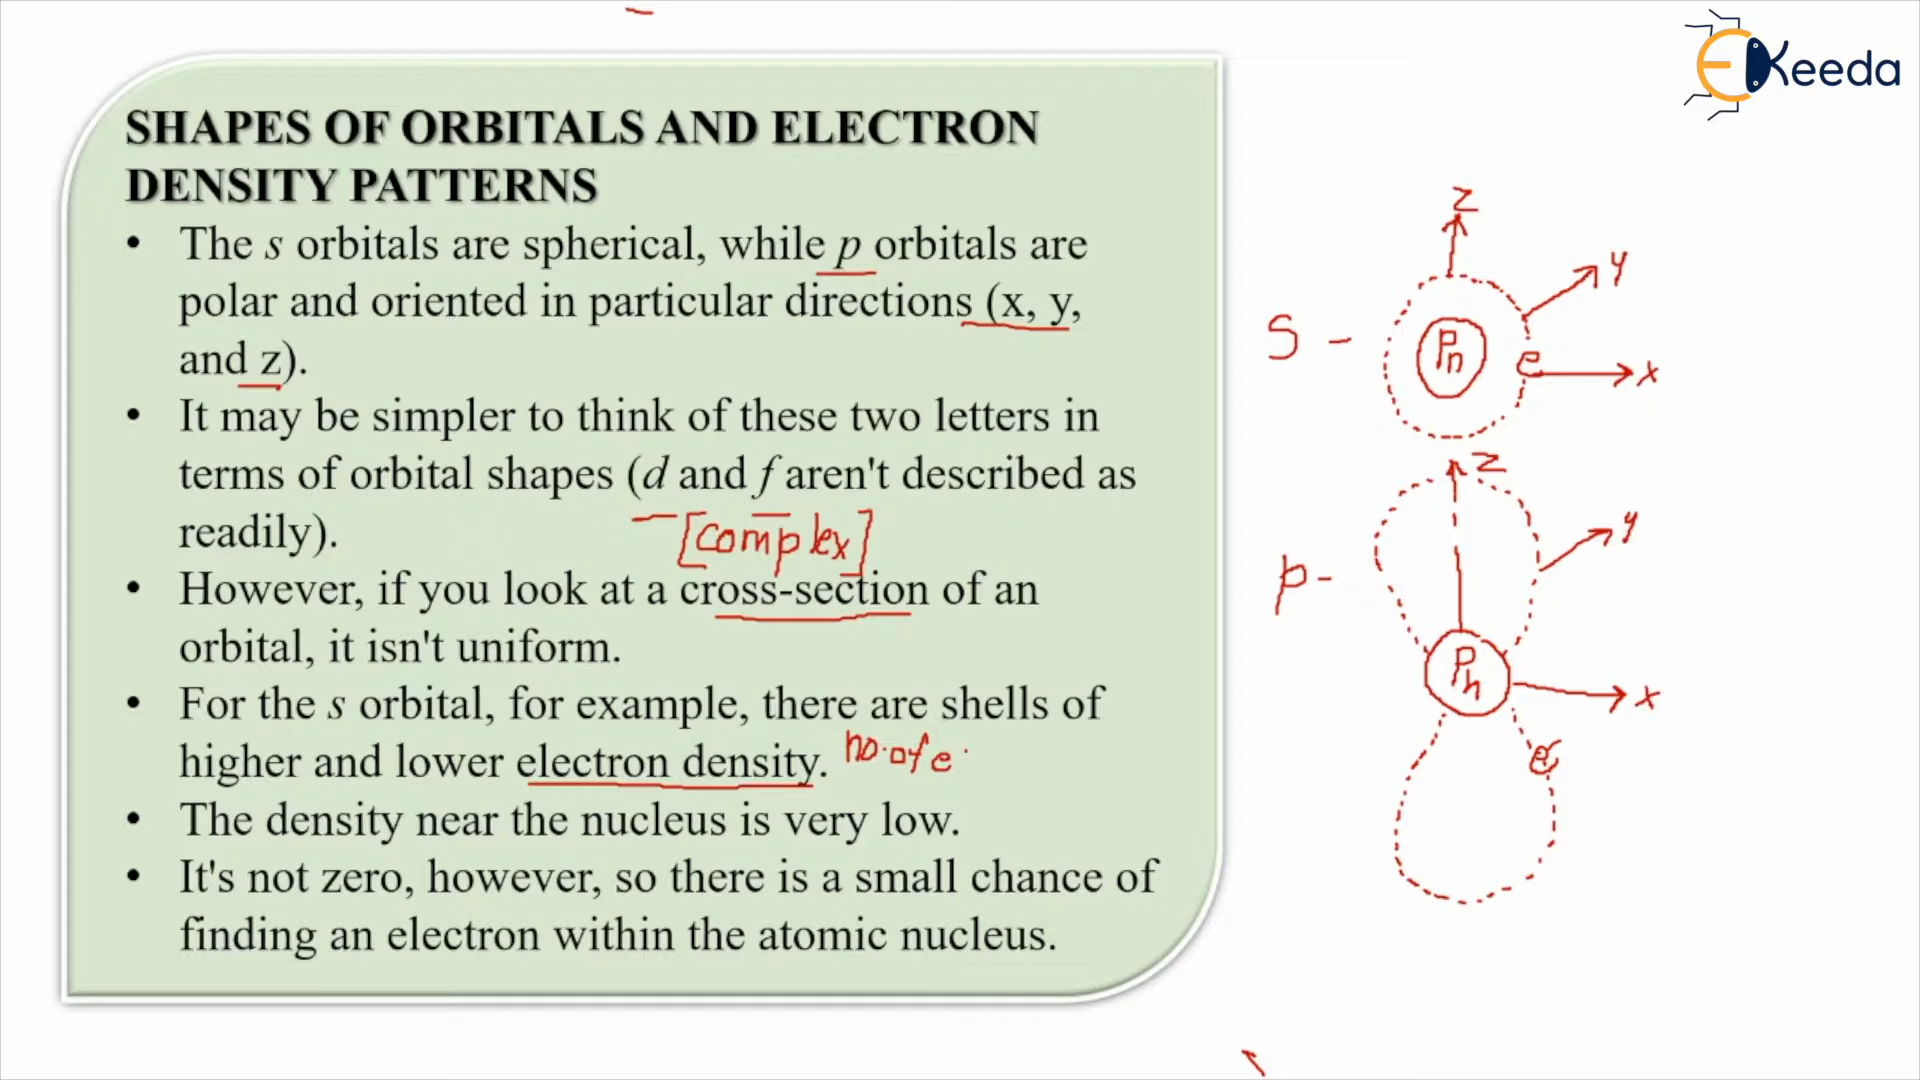 EKeeda
SHAPES OF ORBITALS AND ELECTRON
DENSITY PATTERNS
• The s orbitals are spherical, while p orbitals are
polar and oriented in particular directions (x, y,
and z).
• It may be simpler to think of these two letters in
terms of orbital shapes (d and f aren't described as
readily).
[complex]
• However, if you look at a cross-section of an
orbital, it isn't uniform.
• For the s orbital, for example, there are shells of
higher and lower electron density.
no. of e
• The density near the nucleus is very low.
• It's not zero, however, so there is a small chance of
finding an electron within the atomic nucleus.
z
y
S -
P
n
e
x
z
y
p -
P
n
x
e